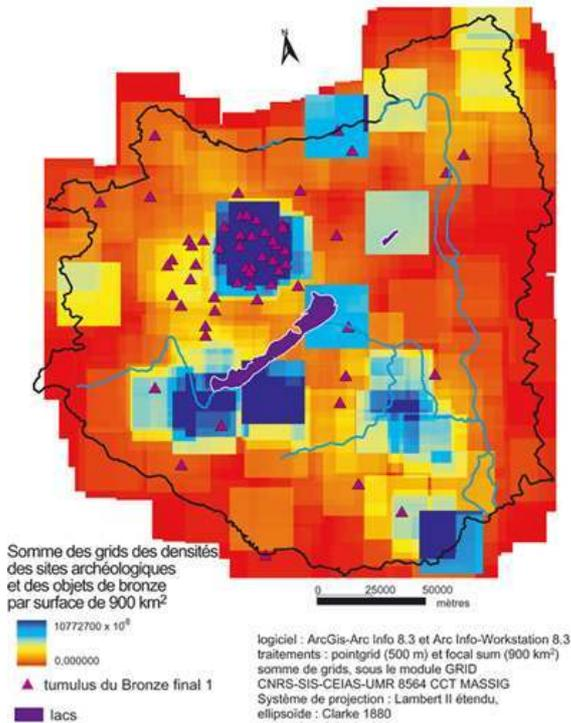 Somme des grids des densités
des sites archéologiques
et des objets de bronze
par surface de 900 km²
10772700 x 10⁻⁸
0,000000
tumulus du Bronze final 1
lacs
0 25000 50000
mètres
logiciel : ArcGis-Arc Info 8.3 et Arc Info-Workstation 8.3
traitements : pointgrid (500 m) et focal sum (900 km²)
somme de grids, sous le module GRID
CNRS-SIS-CEIAS-UMR 8564 CCT MASSIG
Système de projection : Lambert II étendu,
ellipsoïde : Clarke 1880